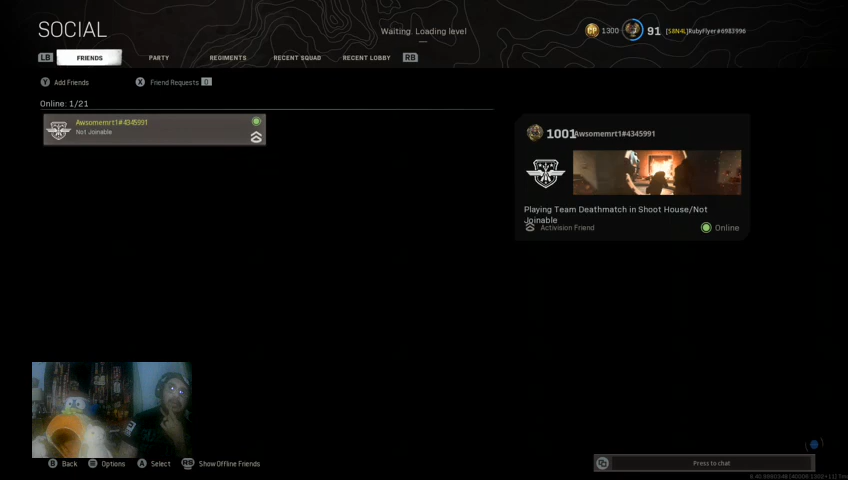 SOCIAL
Waiting. Loading level
1300
91 [S8N4L]RubyFlyer#6983996
LB FRIENDS PARTY REGIMENTS RECENT SQUAD RECENT LOBBY RB
Y Add Friends X Friend Requests 0
Online: 1/21
Awsomemrt1#4345991
Not Joinable
1001 Awsomemrt1#4345991
Playing Team Deathmatch in Shoot House/Not
Joinable
Activision Friend Online
B Back Options A Select RS Show Offline Friends
Press to chat